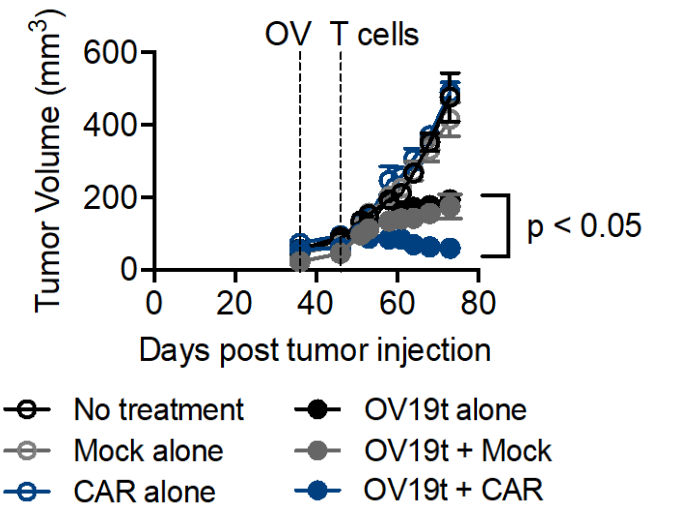 OV T cells
Tumor Volume (mm³)
600
400
200
0
0 20 40 60 80
p < 0.05
Days post tumor injection
No treatment
Mock alone
CAR alone
OV19t alone
OV19t + Mock
OV19t + CAR